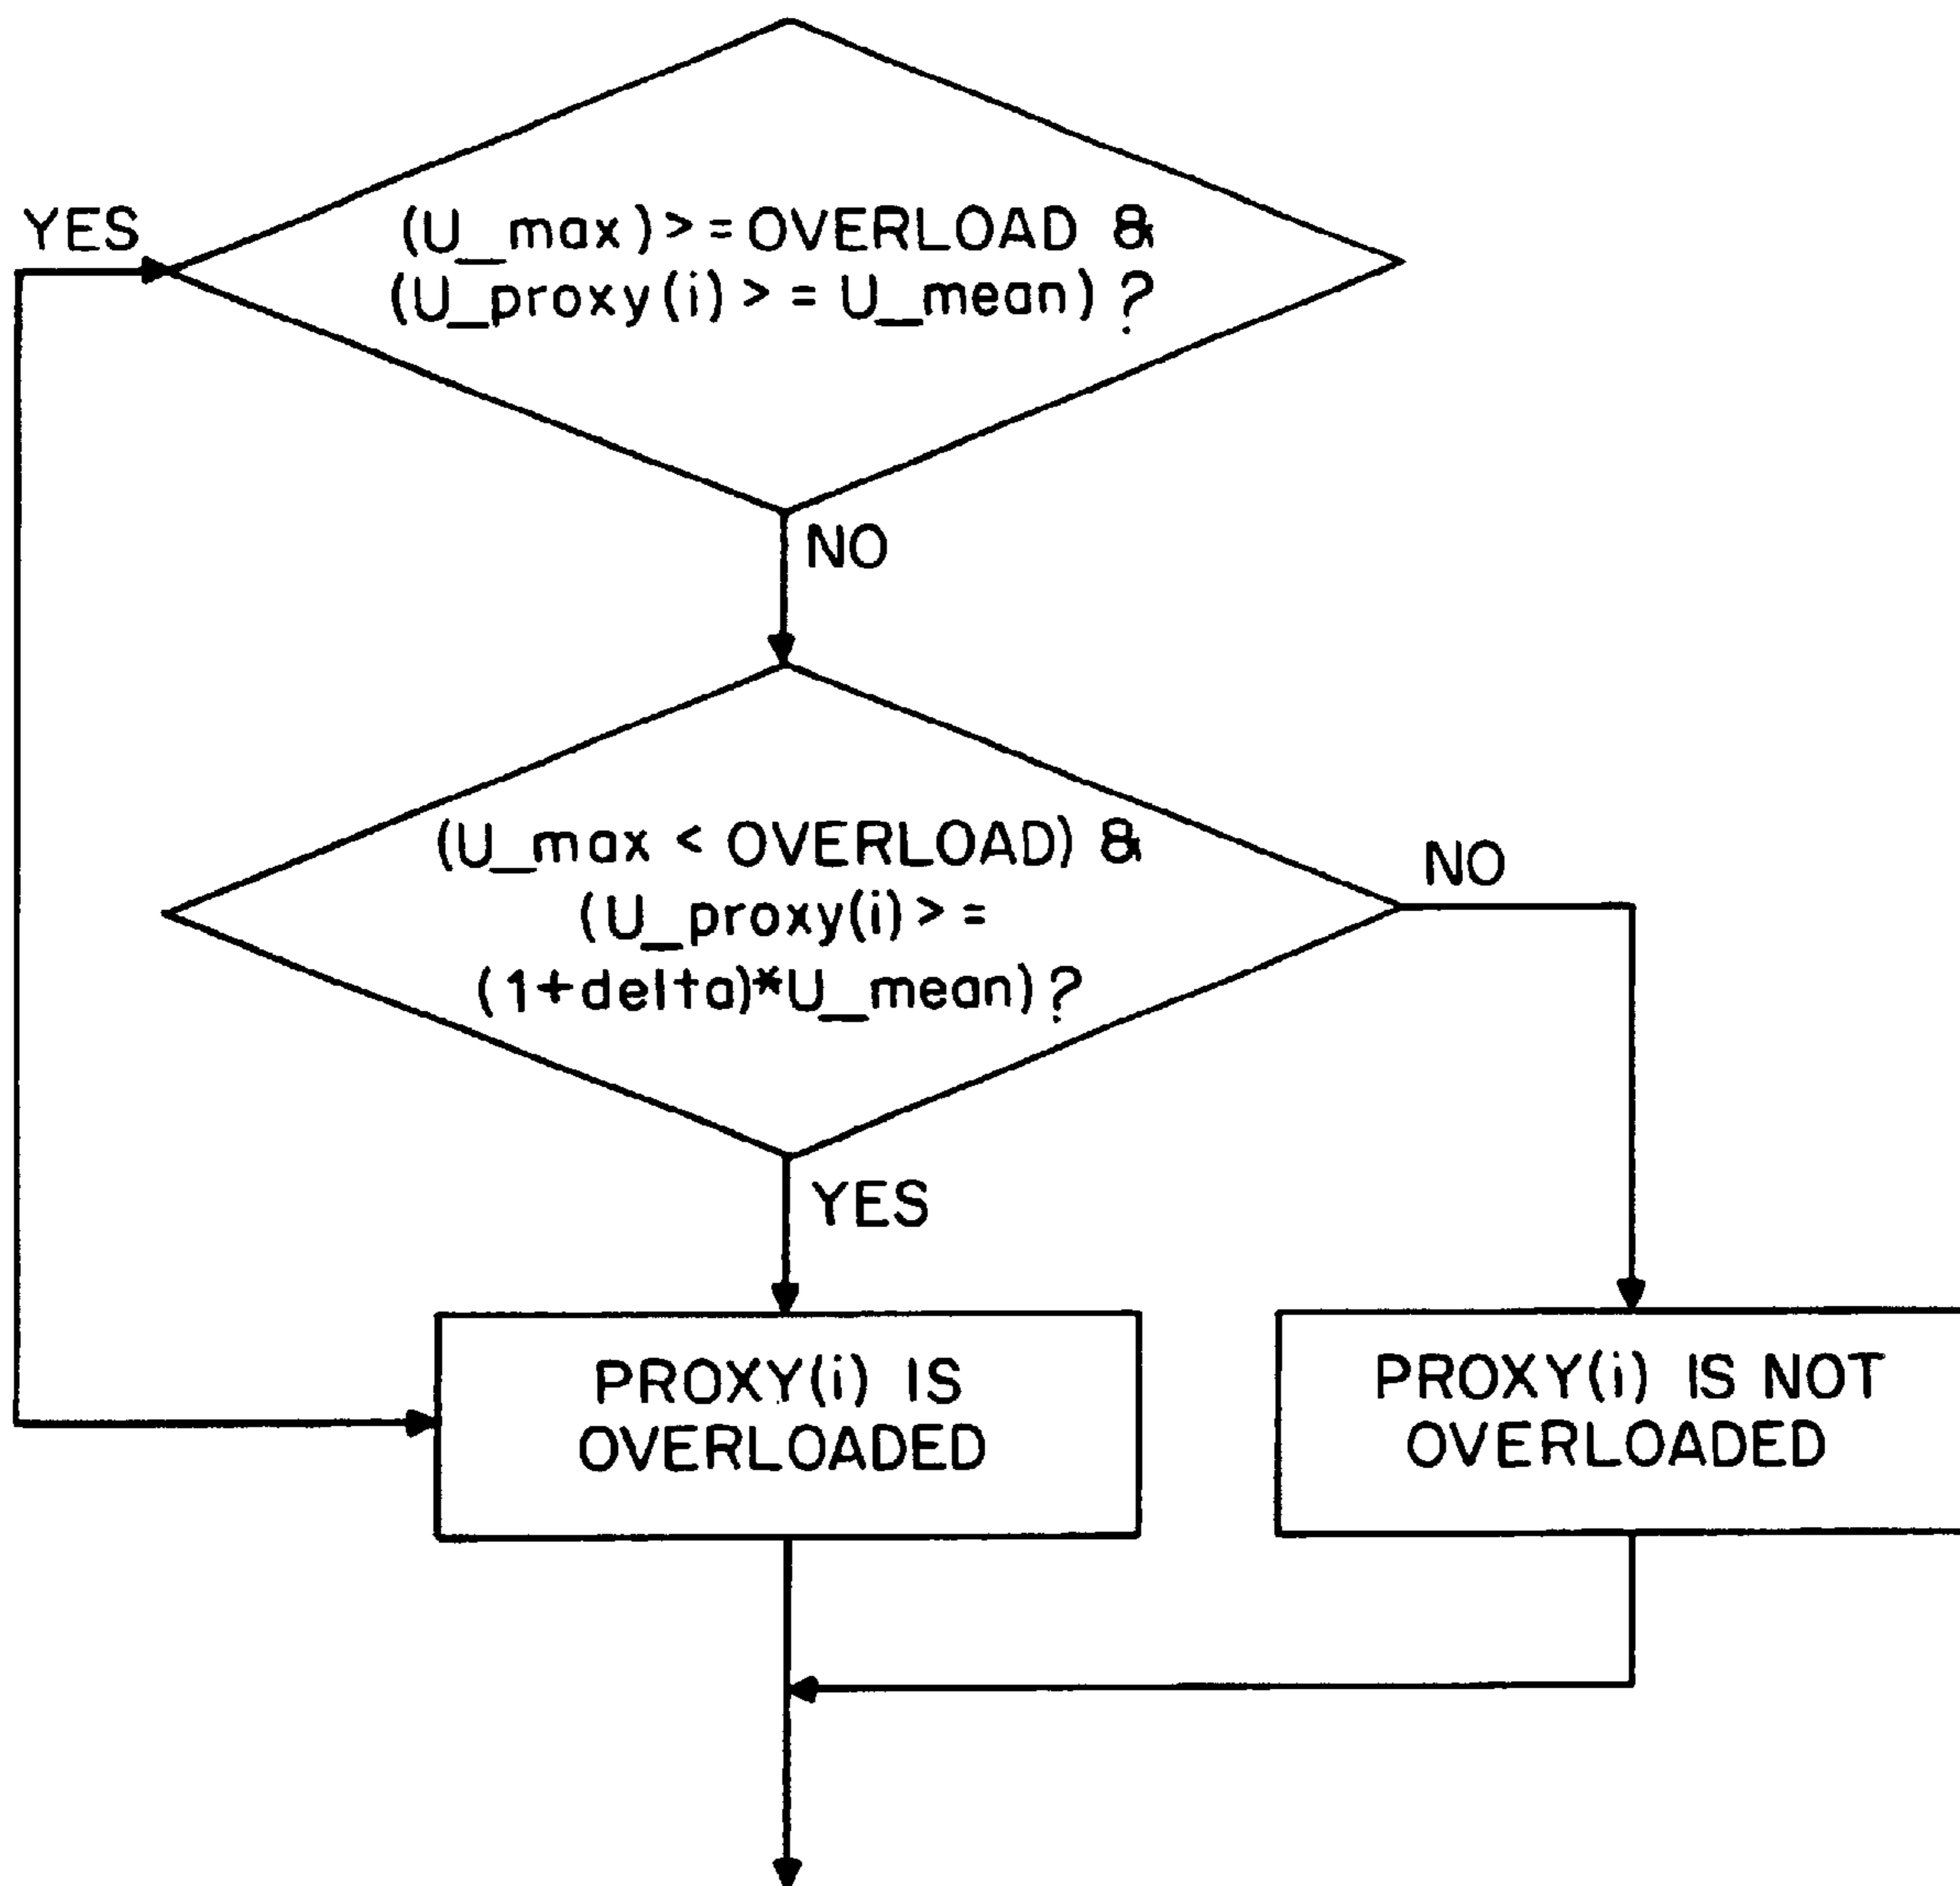 YES
(U_max)>=OVERLOAD &
(U_proxy(i)>=U_mean)?
NO
(U_max < OVERLOAD) &
(U_proxy(i)>=
(1+delta)*U_mean)?
NO
YES
PROXY(i) IS
OVERLOADED
PROXY(i) IS NOT
OVERLOADED